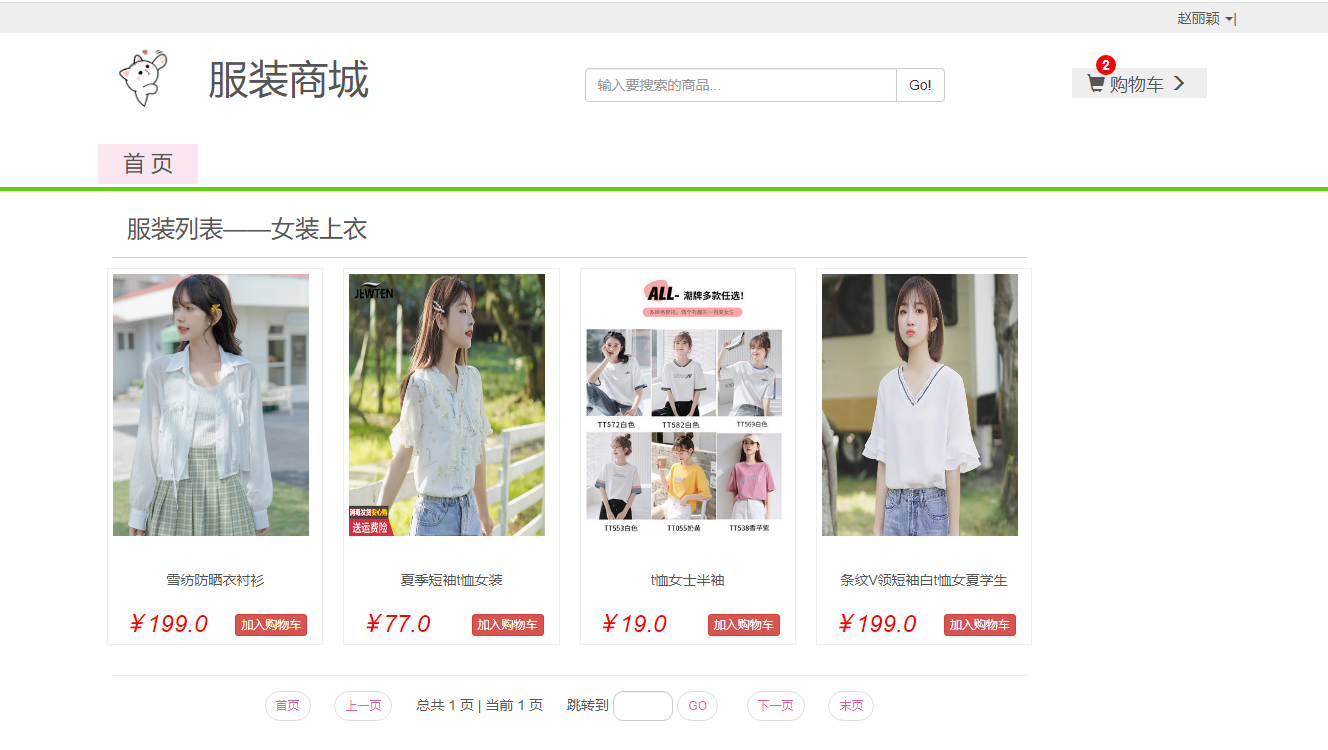 赵丽颖 |
服装商城
输入要搜索的商品...
Go!
2
购物车
首 页
服装列表——女装上衣
JEWTEN
送运费险
ALL- 潮牌多款任选!
TT572白色
TT582白色
TT569白色
TT553白色
TT055奶黄
TT538香芋紫
雪纺防晒衣衬衫
夏季短袖t恤女装
t恤女士半袖
条纹V领短袖白t恤女夏学生
￥199.0 加入购物车
￥77.0 加入购物车
￥19.0 加入购物车
￥199.0 加入购物车
首页 上一页 总共 1 页 | 当前 1 页 跳转到 GO 下一页 末页